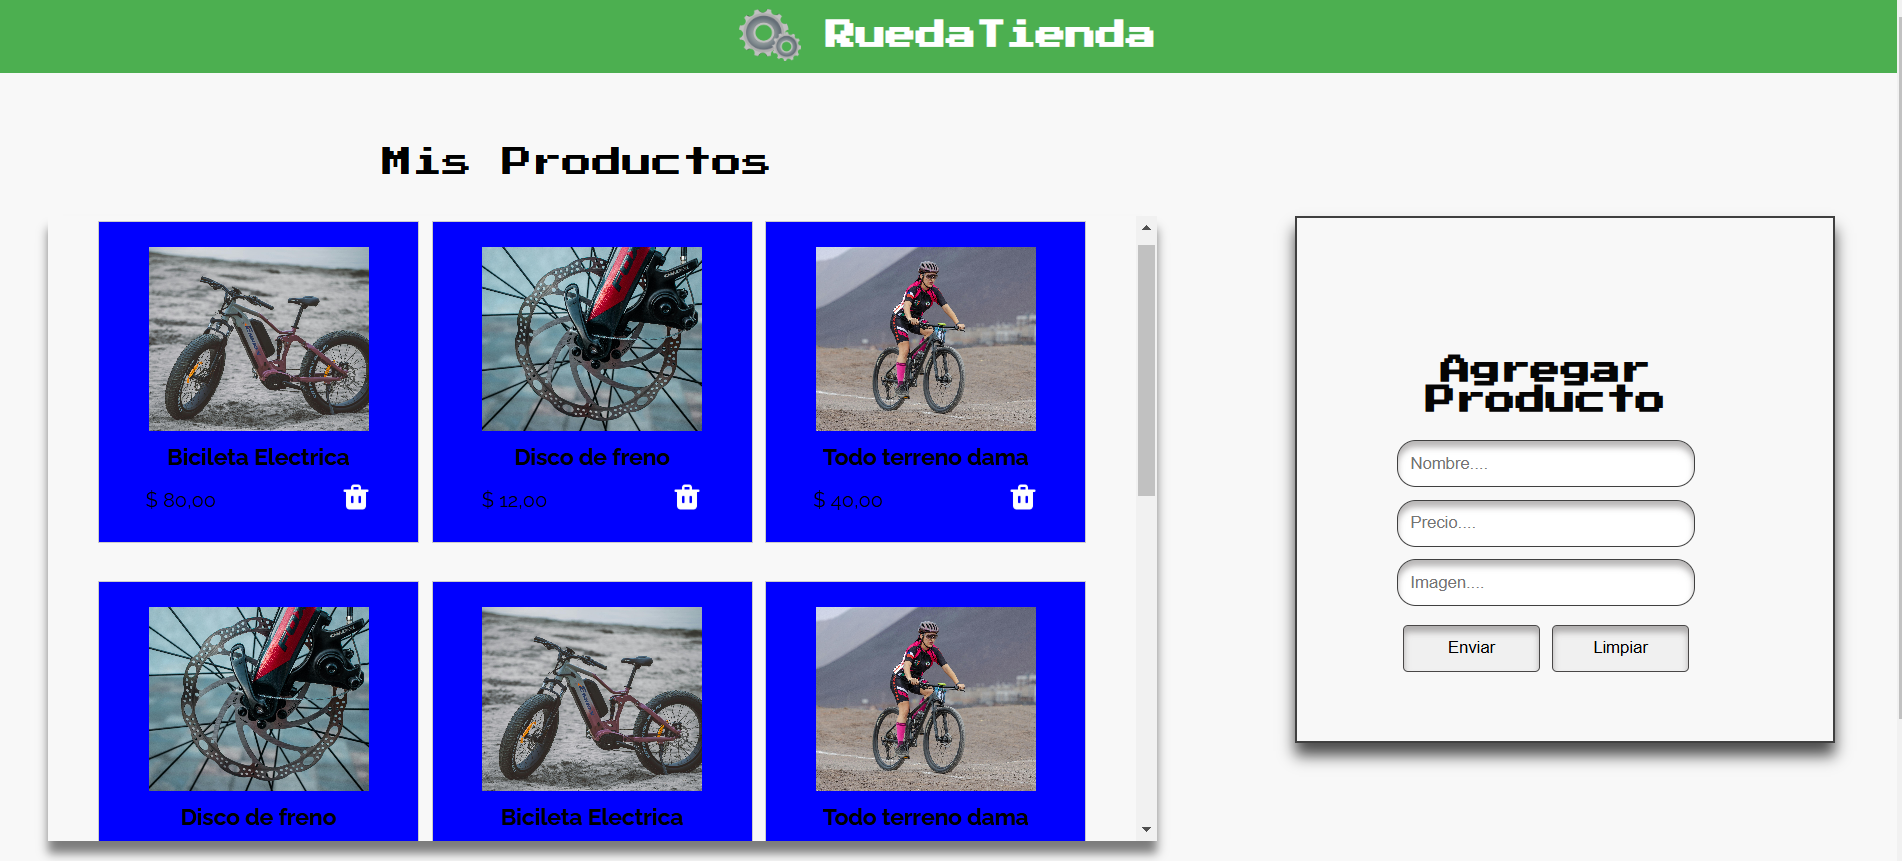 RuedaTienda
Mis Productos
Bicileta Electrica
$ 80,00
Disco de freno
$ 12,00
Todo terreno dama
$ 40,00
Disco de freno
Bicileta Electrica
Todo terreno dama
Agregar
Producto
Nombre....
Precio....
Imagen....
Enviar
Limpiar